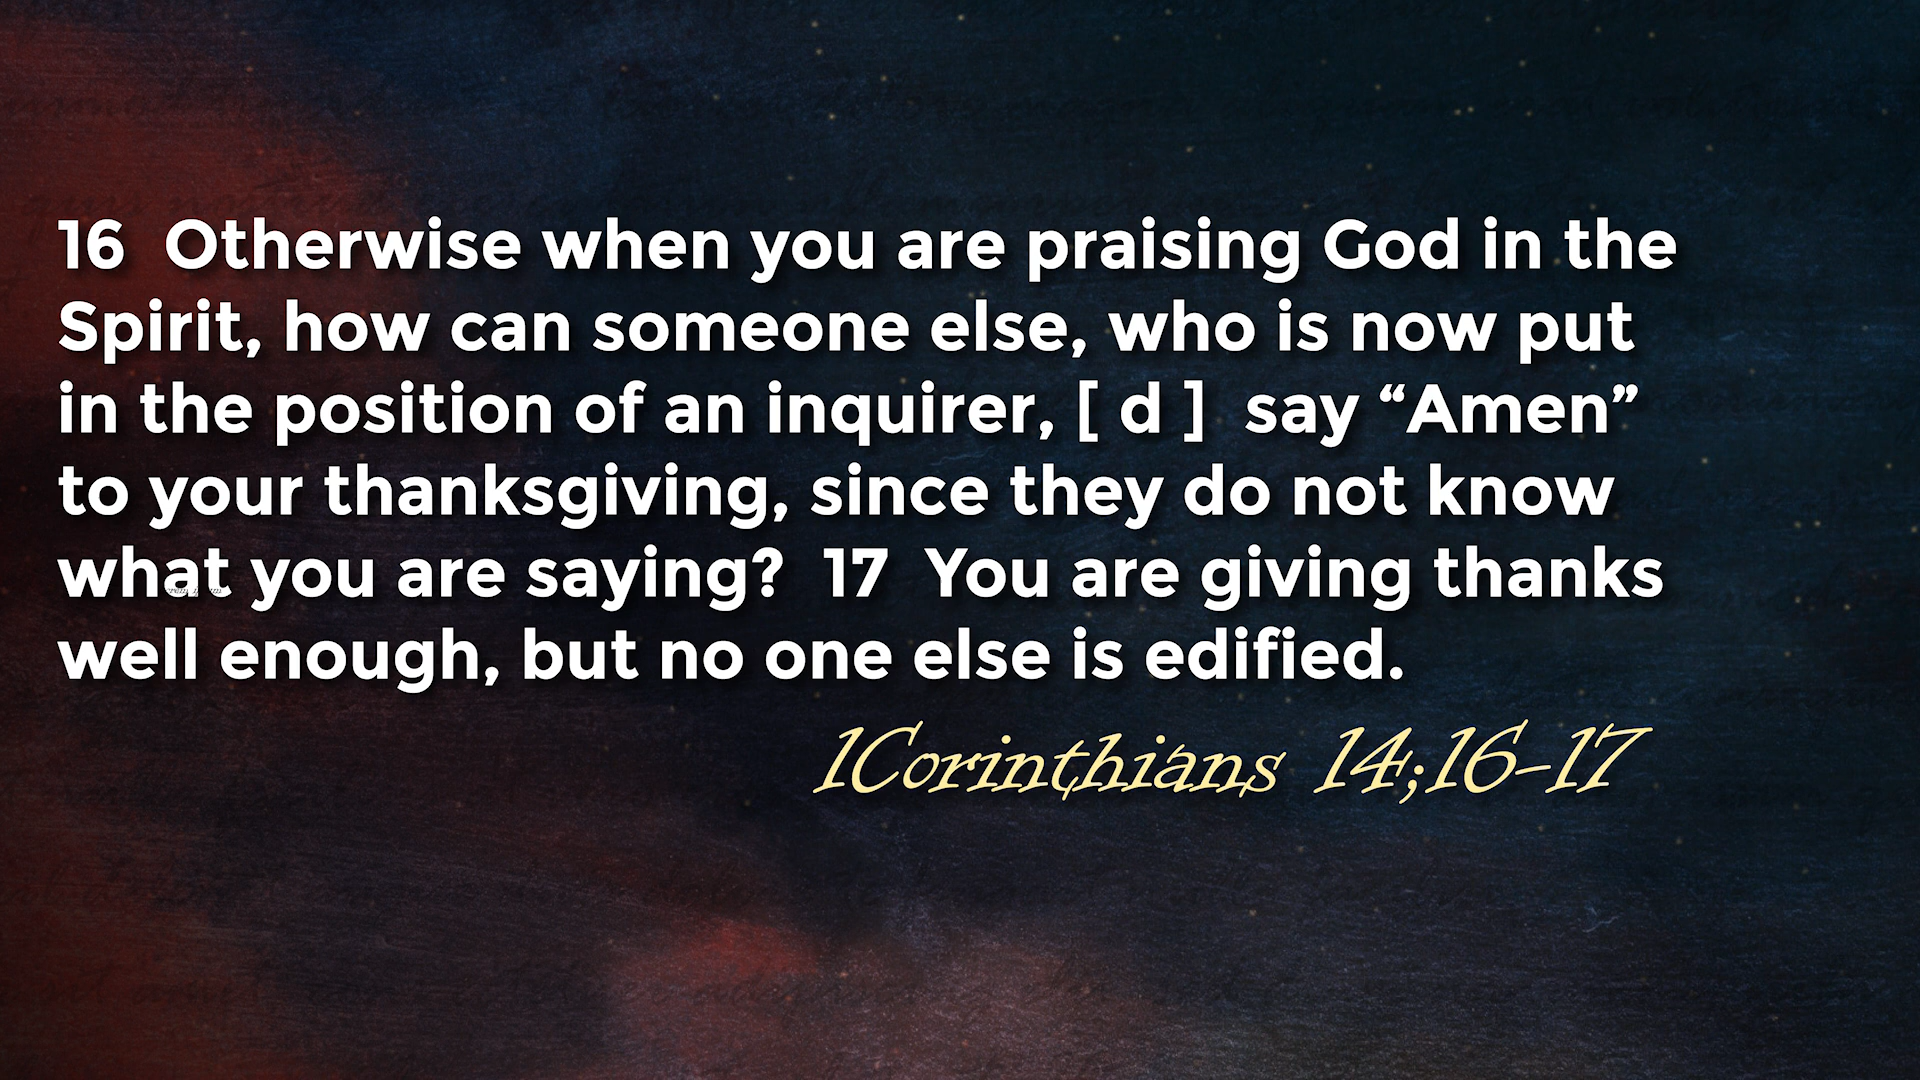 16 Otherwise when you are praising God in the
Spirit, how can someone else, who is now put
in the position of an inquirer, [ d ] say “Amen”
to your thanksgiving, since they do not know
what you are saying? 17 You are giving thanks
well enough, but no one else is edified.
1Corinthians 14;16-17